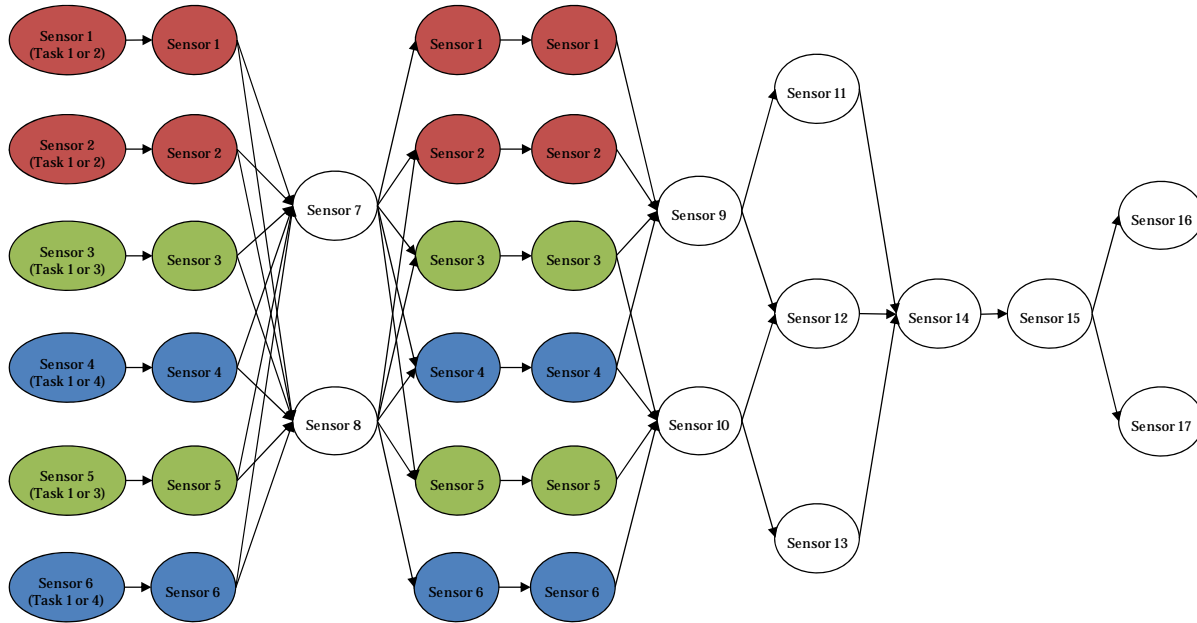 Sensor 1
(Task 1 or 2)
Sensor 1
Sensor 2
(Task 1 or 2)
Sensor 2
Sensor 3
(Task 1 or 3)
Sensor 3
Sensor 4
(Task 1 or 4)
Sensor 4
Sensor 5
(Task 1 or 3)
Sensor 5
Sensor 6
(Task 1 or 4)
Sensor 6
Sensor 7
Sensor 8
Sensor 1
Sensor 1
Sensor 2
Sensor 2
Sensor 3
Sensor 3
Sensor 4
Sensor 4
Sensor 5
Sensor 5
Sensor 6
Sensor 6
Sensor 9
Sensor 10
Sensor 11
Sensor 12
Sensor 13
Sensor 14
Sensor 15
Sensor 16
Sensor 17